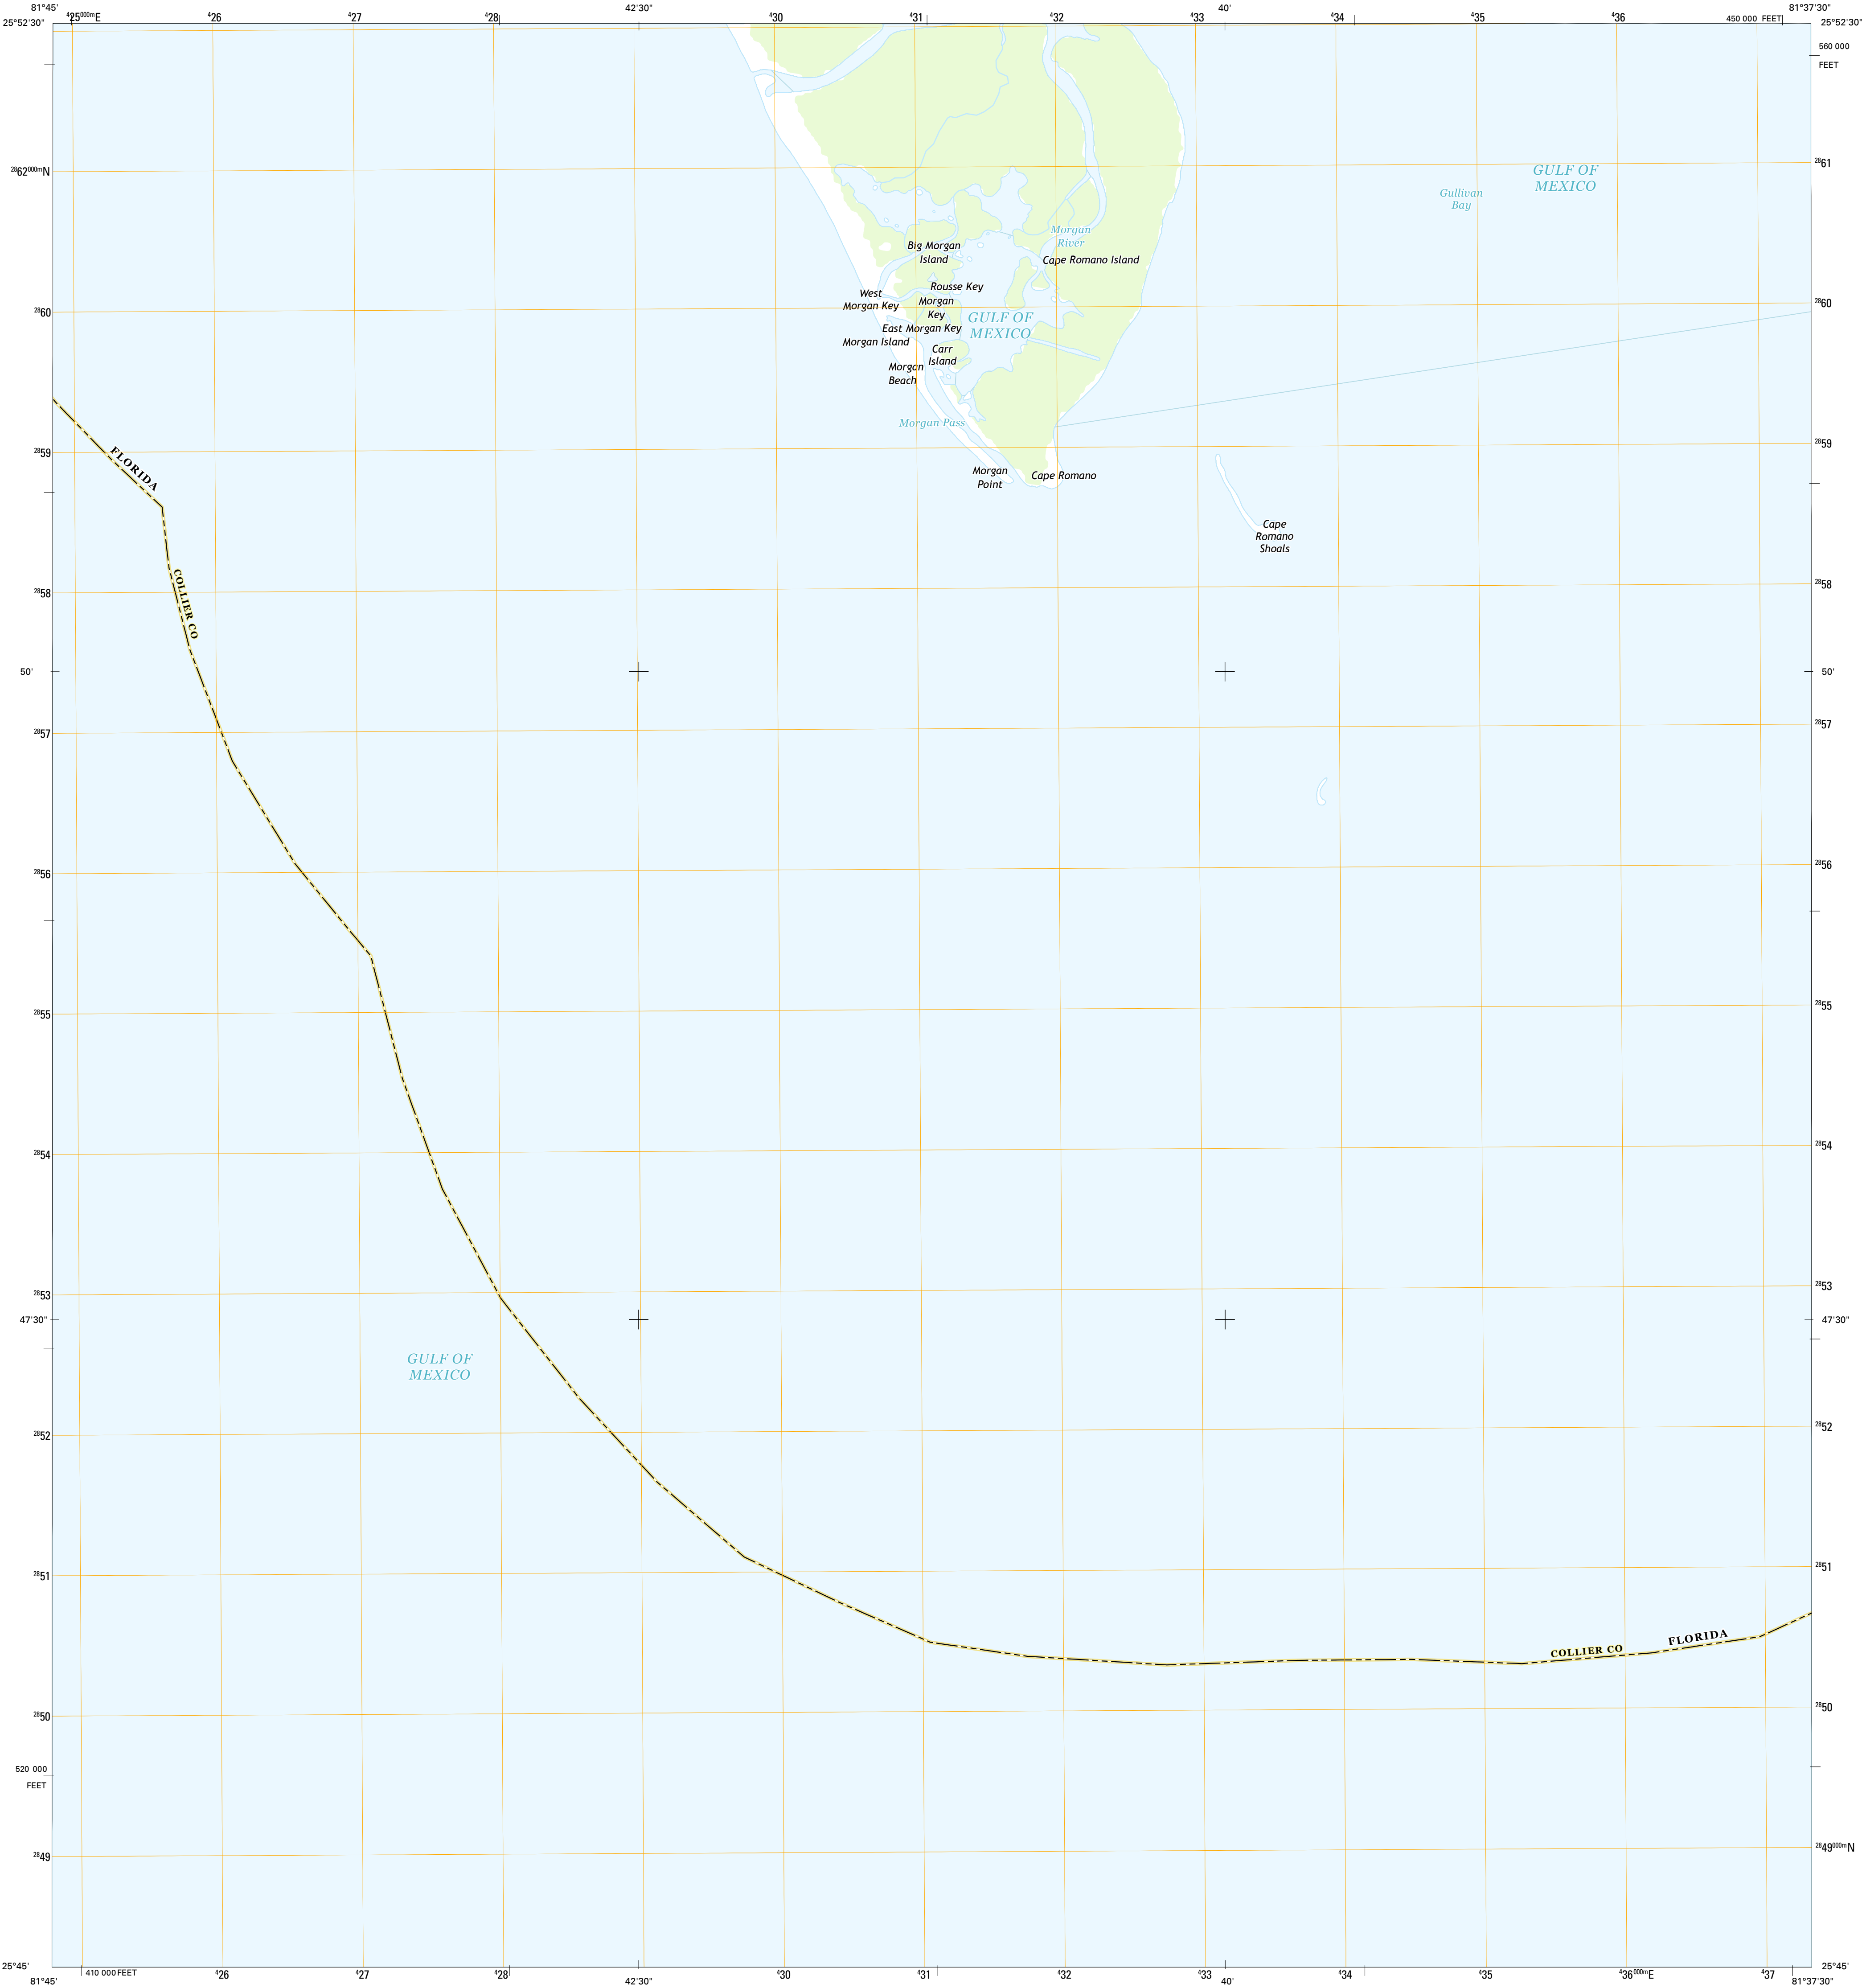 81°45'
⁴25⁰⁰⁰ᵐE
⁴26
⁴27
⁴28
42'30"
⁴30
⁴31
⁴32
⁴33
40'
⁴34
⁴35
⁴36
450 000 FEET
81°37'30"
25°52'30"
25°52'30"
560 000
FEET
²⁸62⁰⁰⁰ᵐN
²⁸61
GULF OF
MEXICO
Gullivan
Bay
Morgan
River
Big Morgan
Island
Cape Romano Island
Rousse Key
West
Morgan Key
Morgan
Key
²⁸60
²⁸60
GULF OF
MEXICO
East Morgan Key
Morgan Island
Carr
Island
Morgan
Beach
Morgan Pass
²⁸59
²⁸59
FLORIDA
Morgan
Point
Cape Romano
Cape
Romano
Shoals
COLLIER CO
²⁸58
²⁸58
50'
50'
²⁸57
²⁸57
²⁸56
²⁸56
²⁸55
²⁸55
²⁸54
²⁸54
²⁸53
²⁸53
47'30"
47'30"
GULF OF
MEXICO
²⁸52
²⁸52
²⁸51
²⁸51
COLLIER CO
FLORIDA
²⁸50
²⁸50
520 000
FEET
²⁸49
²⁸49⁰⁰⁰ᵐN
25°45'
25°45'
81°45'
410 000 FEET
⁴26
⁴27
⁴28
42'30"
⁴30
⁴31
⁴32
⁴33
40'
⁴34
⁴35
⁴36⁰⁰⁰ᵐE
⁴37
81°37'30"